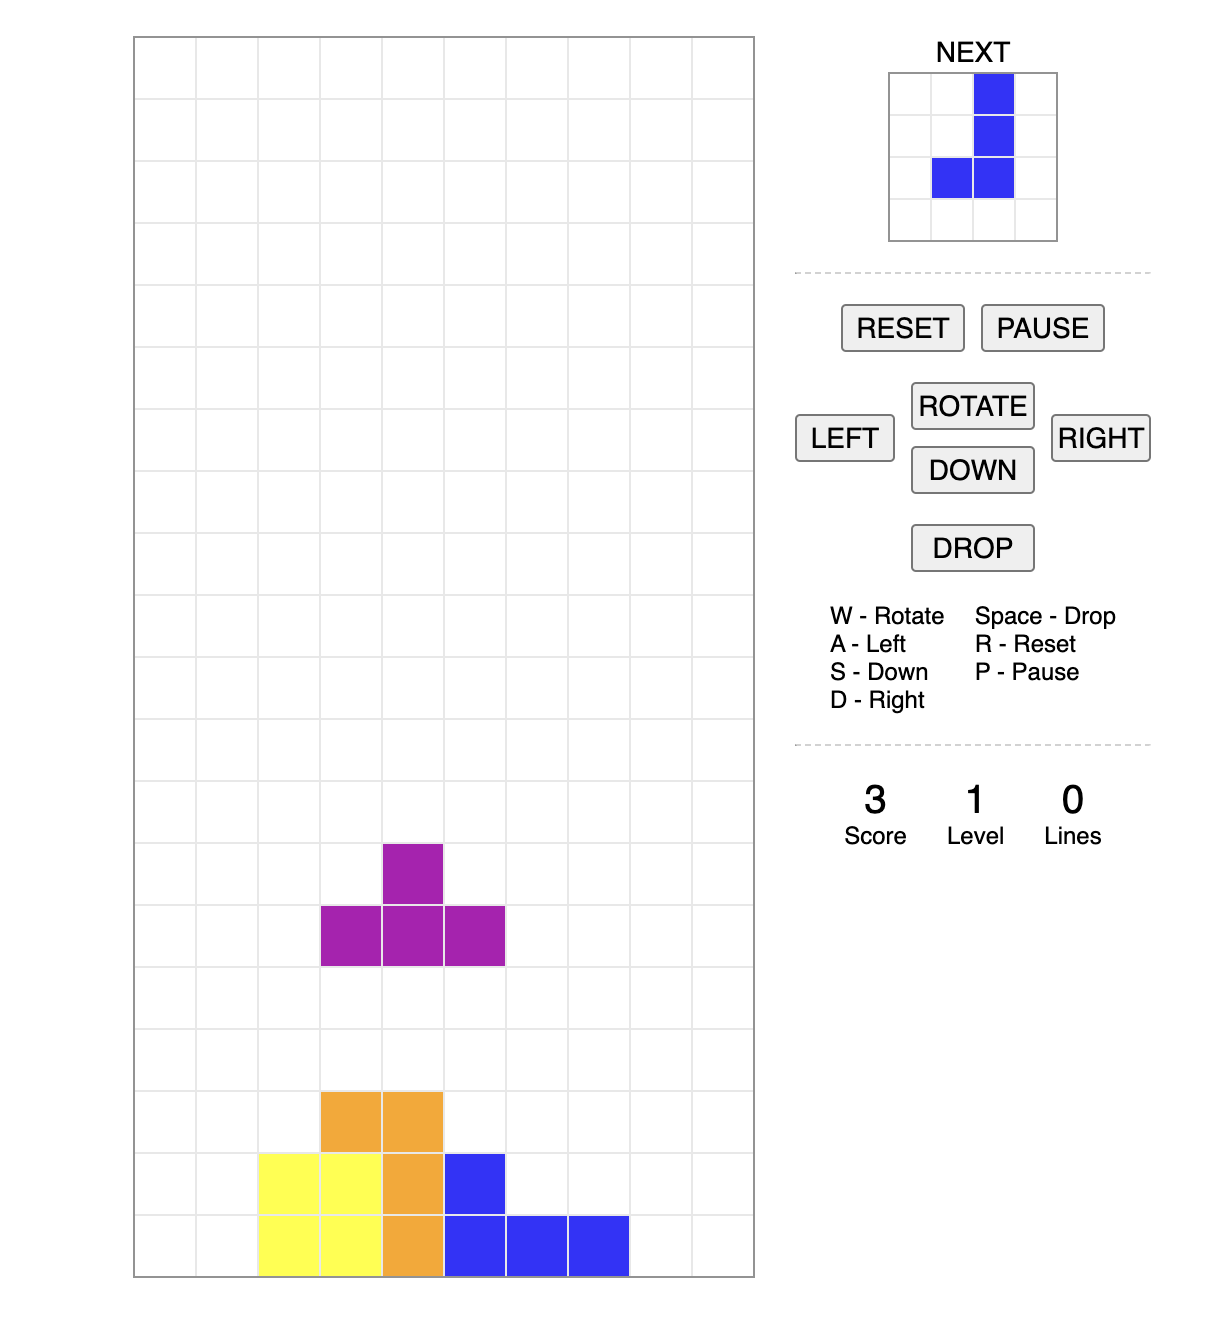 NEXT
RESET PAUSE
ROTATE
LEFT RIGHT
DOWN
DROP
W - Rotate Space - Drop
A - Left R - Reset
S - Down P - Pause
D - Right
3 1 0
Score Level Lines